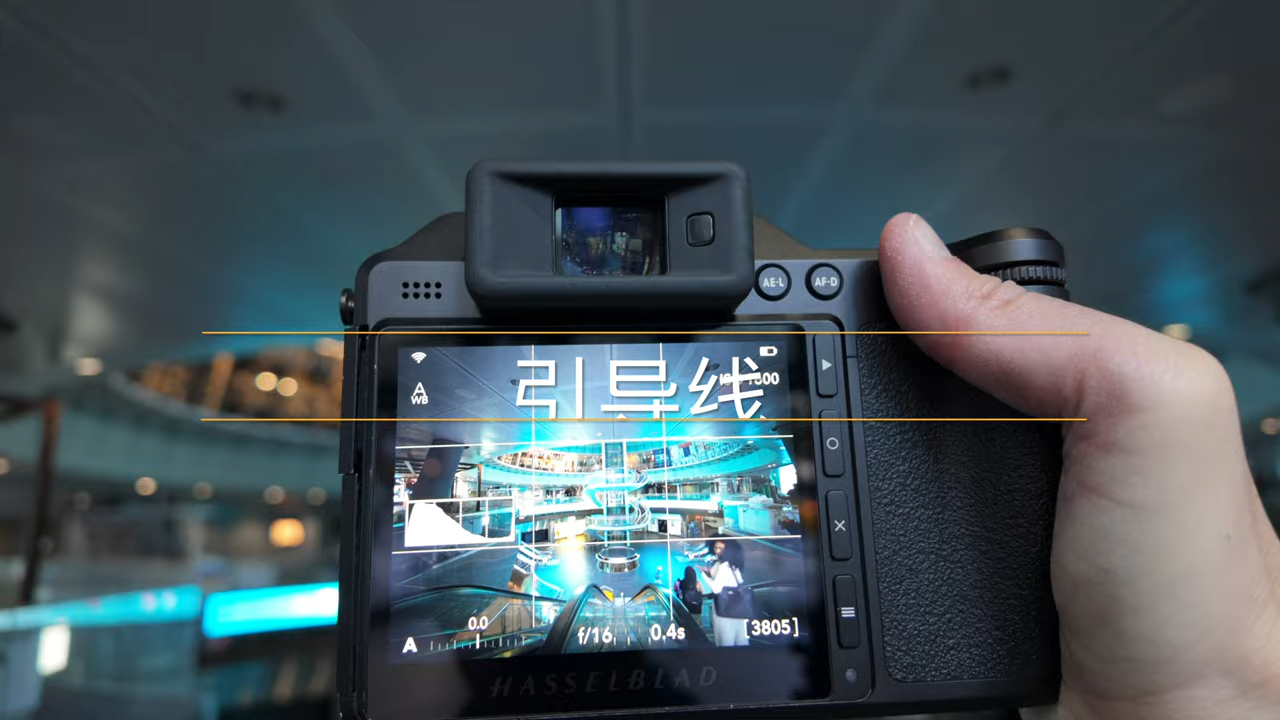 AE-L
AF-D
引导线
A
WB
0.0
A
f/16
0.4s
[3805]
HASSELBLAD